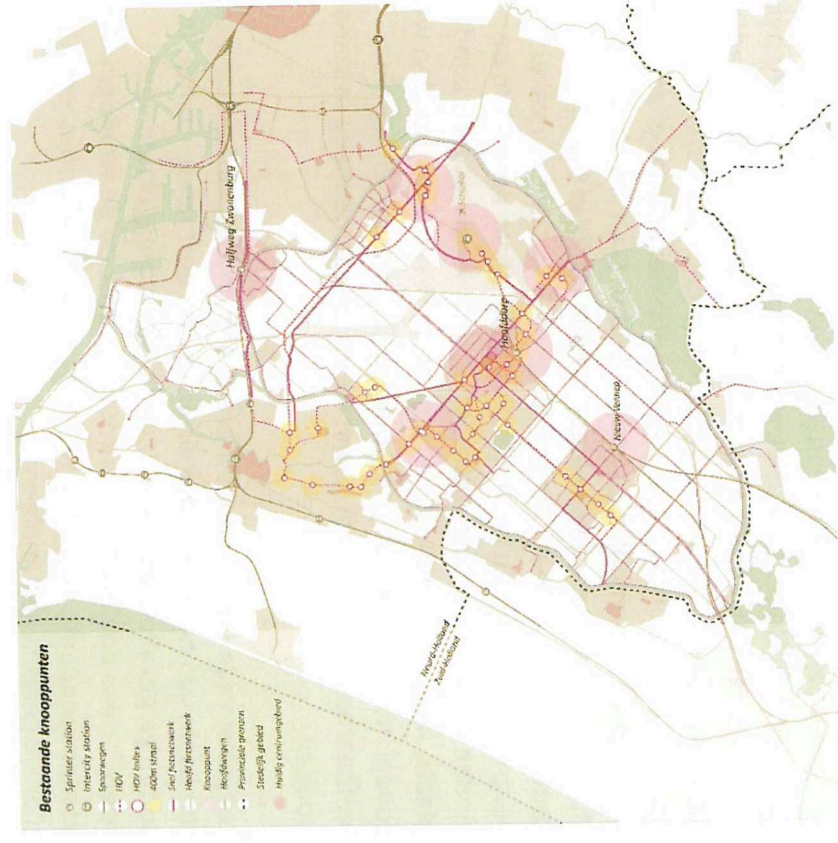 Bestaande knooppunten
Sprinter station
Intercity station
Spoorwegen
HOV
HOV haltes
400m straal
Snel fietsnetwerk
Hoofd fietsnetwerk
Knooppunt
Hoofdwegen
Provinciale grenzen
Stedelijk gebied
Huidig centrumgebied
Halfweg Zwanenburg
Hoofddorp
Nieuw Vennep
Noord-Holland
Zuid-Holland